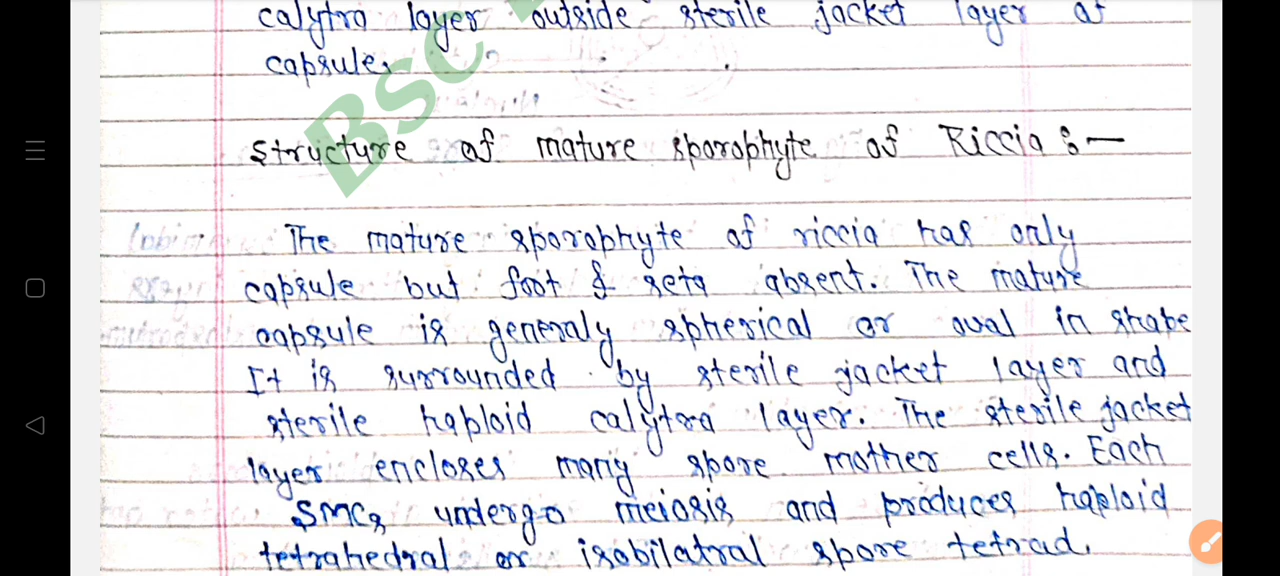 calytra layer outside sterile jacket layer of
capsule,
BSC
Structure of mature sporophyte of Riccia :—
The mature sporophyte of riccia has only
capsule but foot & seta absent. The mature
capsule is generaly spherical or oval in shape
It is surrounded by sterile jacket layer and
sterile haploid calytra layer. The sterile jacket
layer encloses many spore mother cells. Each
SMCs undergo meiosis and produces haploid
tetrahedral or isobilatral spore tetrad.